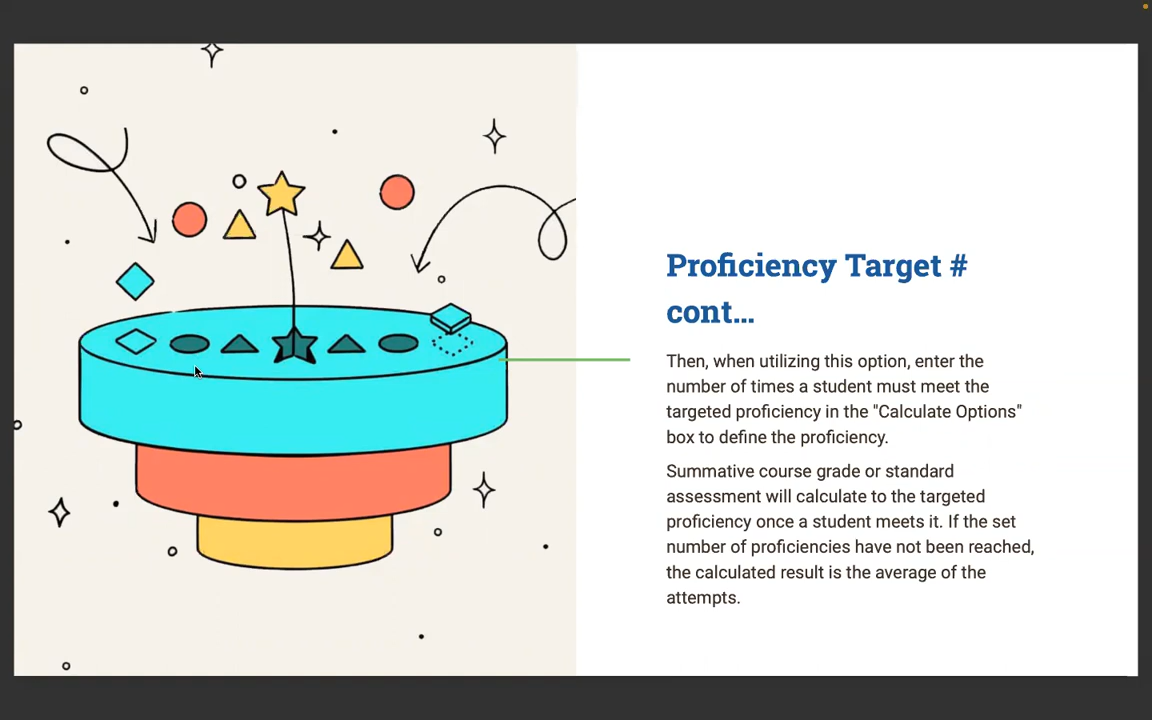 Proficiency Target #
cont...
Then, when utilizing this option, enter the
number of times a student must meet the
targeted proficiency in the "Calculate Options"
box to define the proficiency.
Summative course grade or standard
assessment will calculate to the targeted
proficiency once a student meets it. If the set
number of proficiencies have not been reached,
the calculated result is the average of the
attempts.